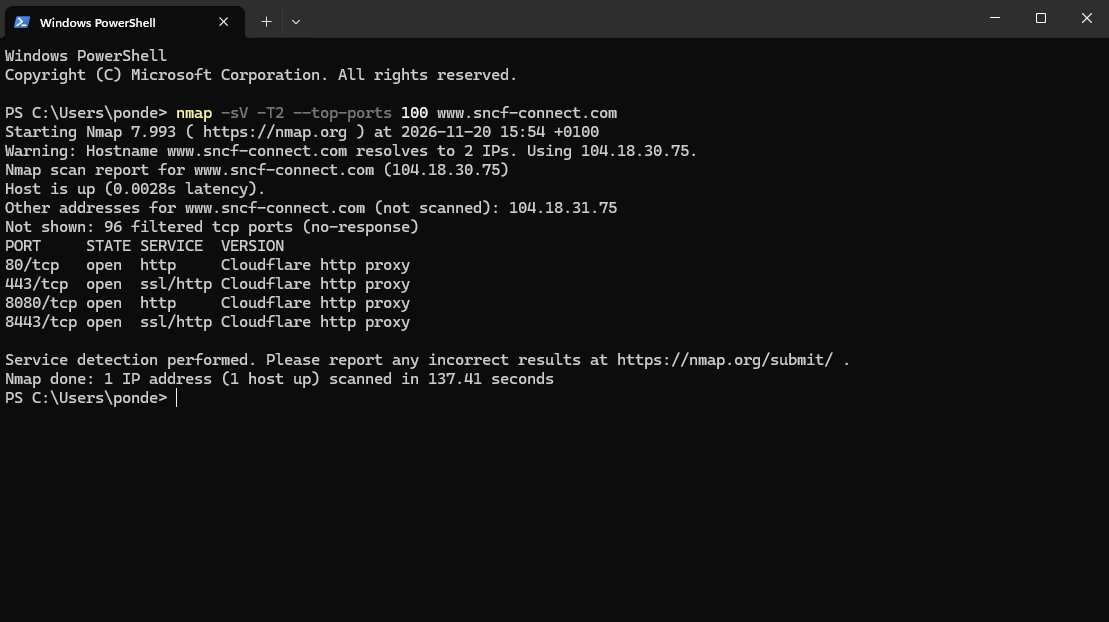 Windows PowerShell
Windows PowerShell
Copyright (C) Microsoft Corporation. All rights reserved.
PS C:\Users\ponde> nmap -sV -T2 --top-ports 100 www.sncf-connect.com
Starting Nmap 7.993 ( https://nmap.org ) at 2026-11-20 15:54 +0100
Warning: Hostname www.sncf-connect.com resolves to 2 IPs. Using 104.18.30.75.
Nmap scan report for www.sncf-connect.com (104.18.30.75)
Host is up (0.0028s latency).
Other addresses for www.sncf-connect.com (not scanned): 104.18.31.75
Not shown: 96 filtered tcp ports (no-response)
PORT     STATE SERVICE  VERSION
80/tcp   open  http     Cloudflare http proxy
443/tcp  open  ssl/http Cloudflare http proxy
8080/tcp open  http     Cloudflare http proxy
8443/tcp open  ssl/http Cloudflare http proxy
Service detection performed. Please report any incorrect results at https://nmap.org/submit/ .
Nmap done: 1 IP address (1 host up) scanned in 137.41 seconds
PS C:\Users\ponde>